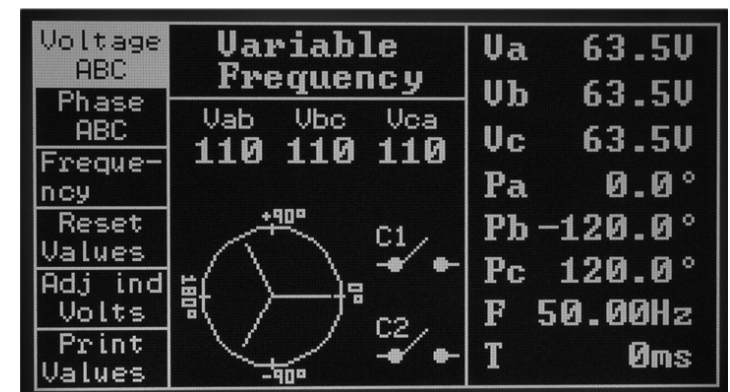 Voltage
ABC
Phase
ABC
Freque-
ncy
Reset
Values
Adj ind
Volts
Print
Values
Variable
Frequency
Vab Vbc Vca
110 110 110
+90°
180°
0°
-90°
C1
C2
Va 63.5V
Vb 63.5V
Vc 63.5V
Pa 0.0°
Pb -120.0°
Pc 120.0°
F 50.00Hz
T 0ms